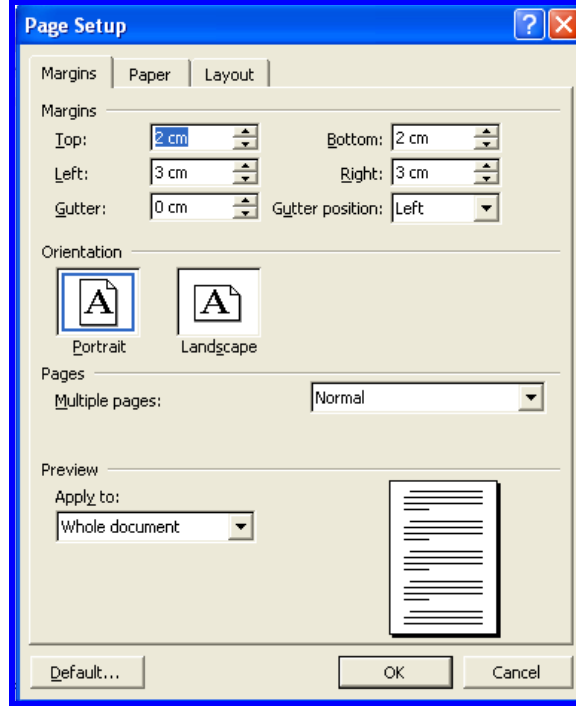 Page Setup
Margins Paper Layout
Margins
Top: 2 cm Bottom: 2 cm
Left: 3 cm Right: 3 cm
Gutter: 0 cm Gutter position: Left
Orientation
A A
Portrait Landscape
Pages
Multiple pages: Normal
Preview
Apply to:
Whole document
Default... OK Cancel